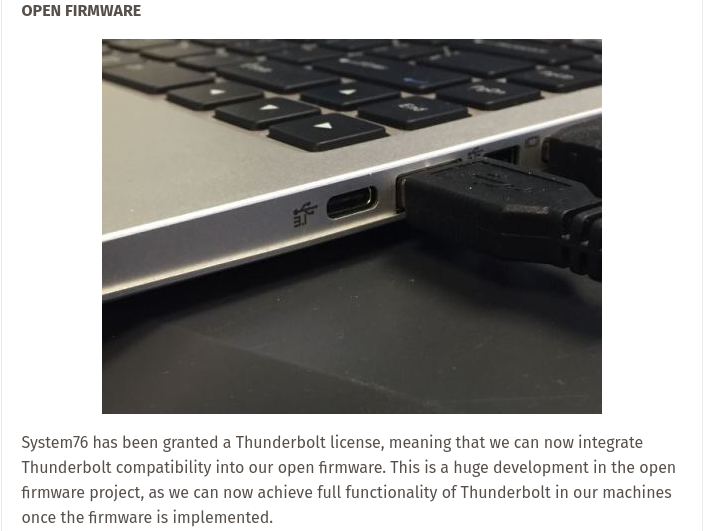 OPEN FIRMWARE
End
PgDn
System76 has been granted a Thunderbolt license, meaning that we can now integrate
Thunderbolt compatibility into our open firmware. This is a huge development in the open
firmware project, as we can now achieve full functionality of Thunderbolt in our machines
once the firmware is implemented.